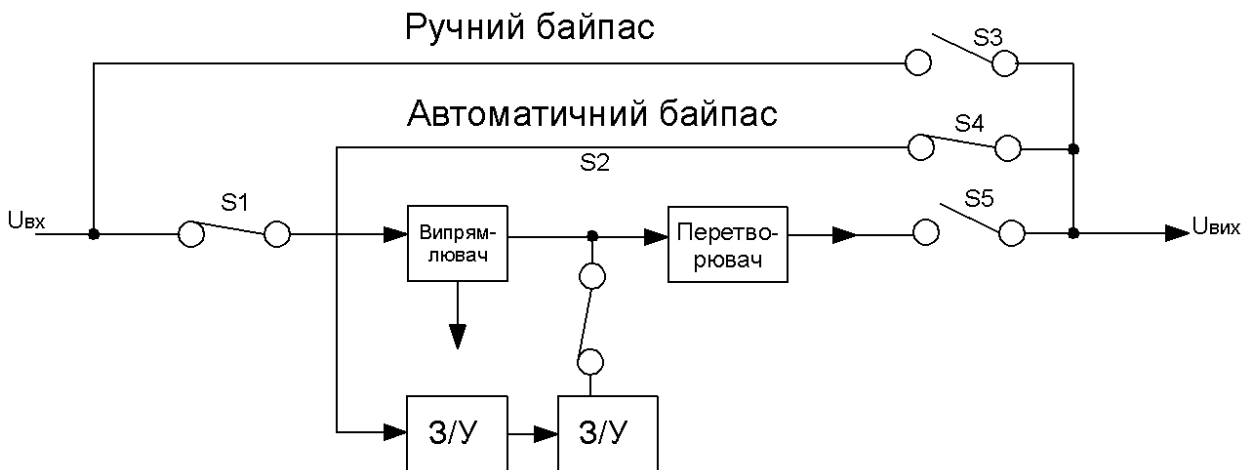 Ручний байпас
S3
Автоматичний байпас
S4
S2
S1
S5
Uвх
Випрям-
лювач
Перетво-
рювач
Uвих
З/У
З/У